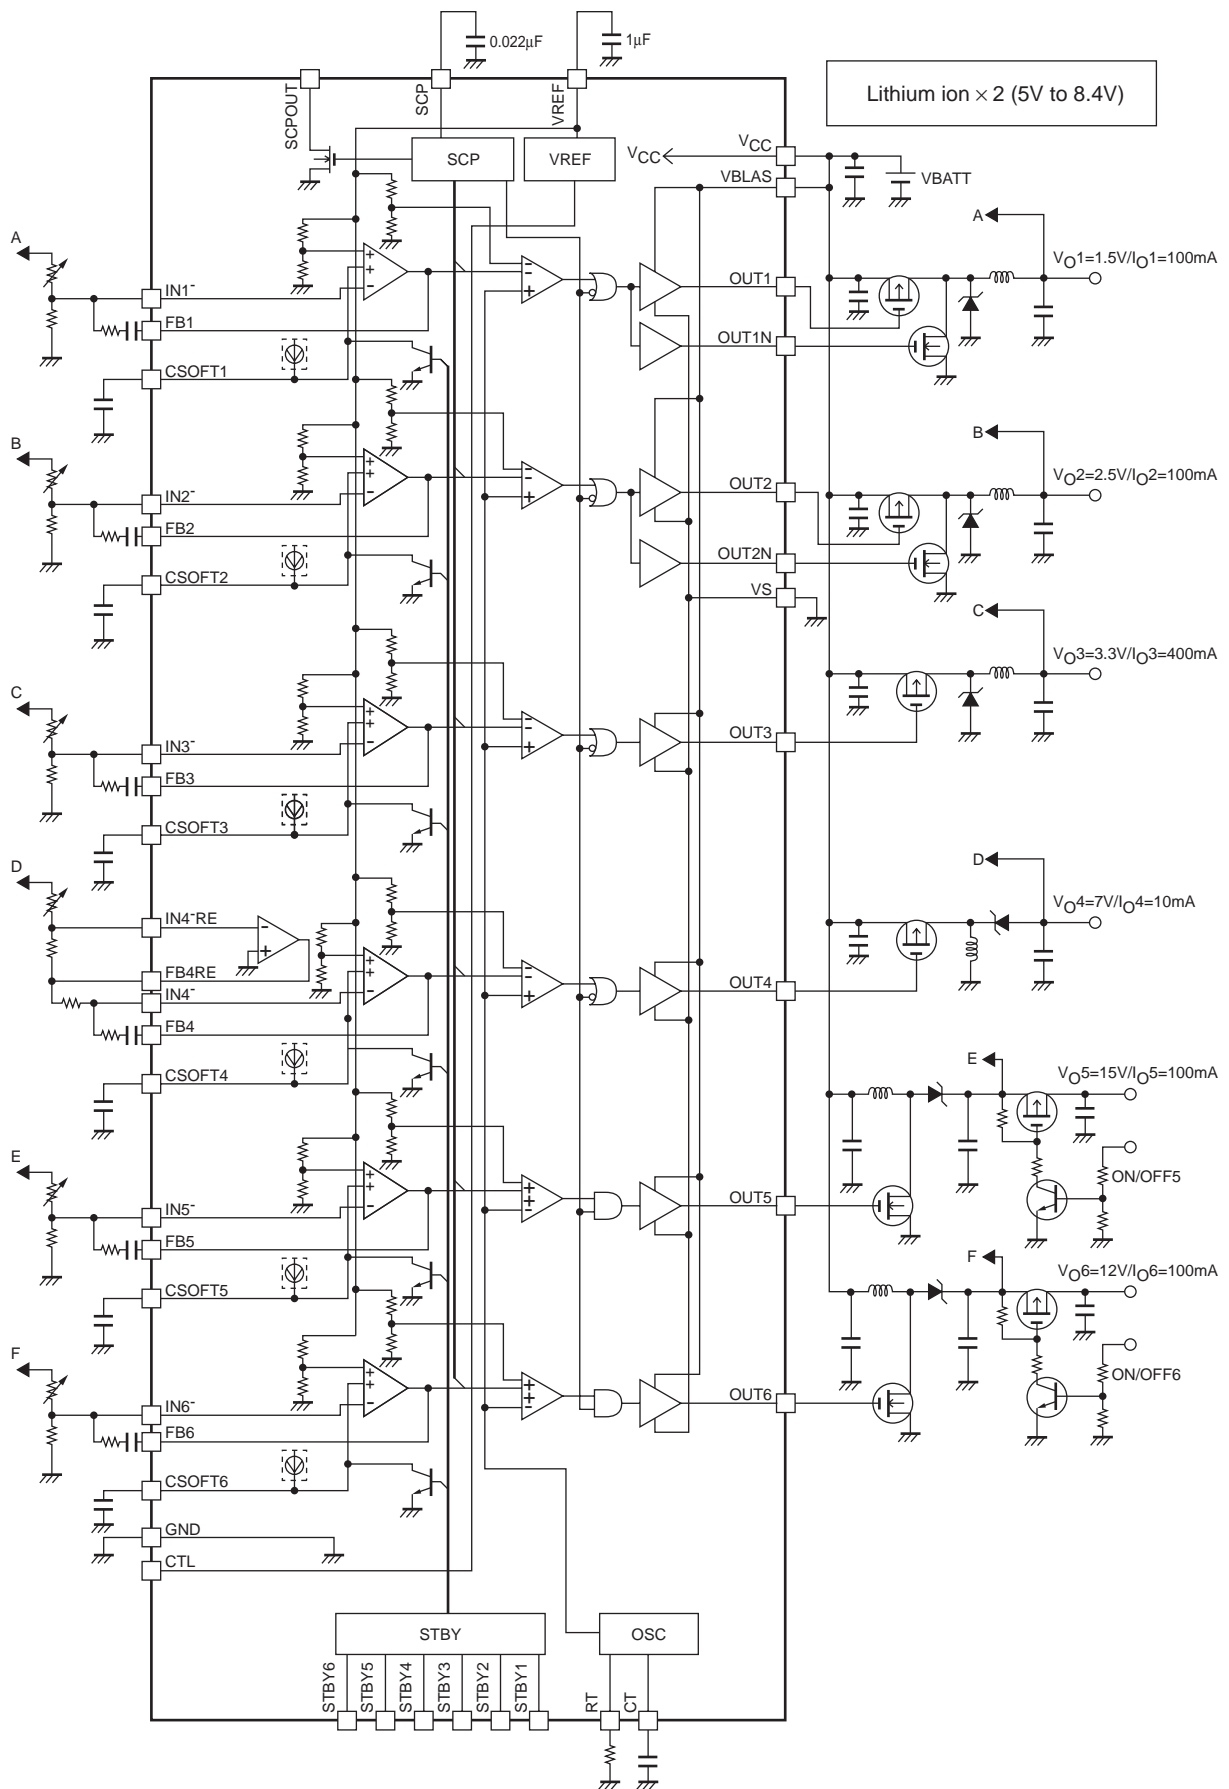 0.022μF
1μF
Lithium ion × 2 (5V to 8.4V)
SCPOUT
SCP
VREF
SCP
VREF
VCC
VCC
VBLAS
VBATT
A
VO1=1.5V/IO1=100mA
A
IN1-
FB1
CSOFT1
OUT1
OUT1N
B
VO2=2.5V/IO2=100mA
B
IN2-
FB2
CSOFT2
OUT2
OUT2N
VS
C
VO3=3.3V/IO3=400mA
C
IN3-
FB3
CSOFT3
OUT3
D
VO4=7V/IO4=10mA
D
IN4-RE
FB4RE
IN4-
FB4
CSOFT4
OUT4
E
VO5=15V/IO5=100mA
ON/OFF5
E
IN5-
FB5
CSOFT5
OUT5
F
VO6=12V/IO6=100mA
ON/OFF6
F
IN6-
FB6
CSOFT6
OUT6
GND
CTL
STBY
OSC
STBY6
STBY5
STBY4
STBY3
STBY2
STBY1
RT
CT